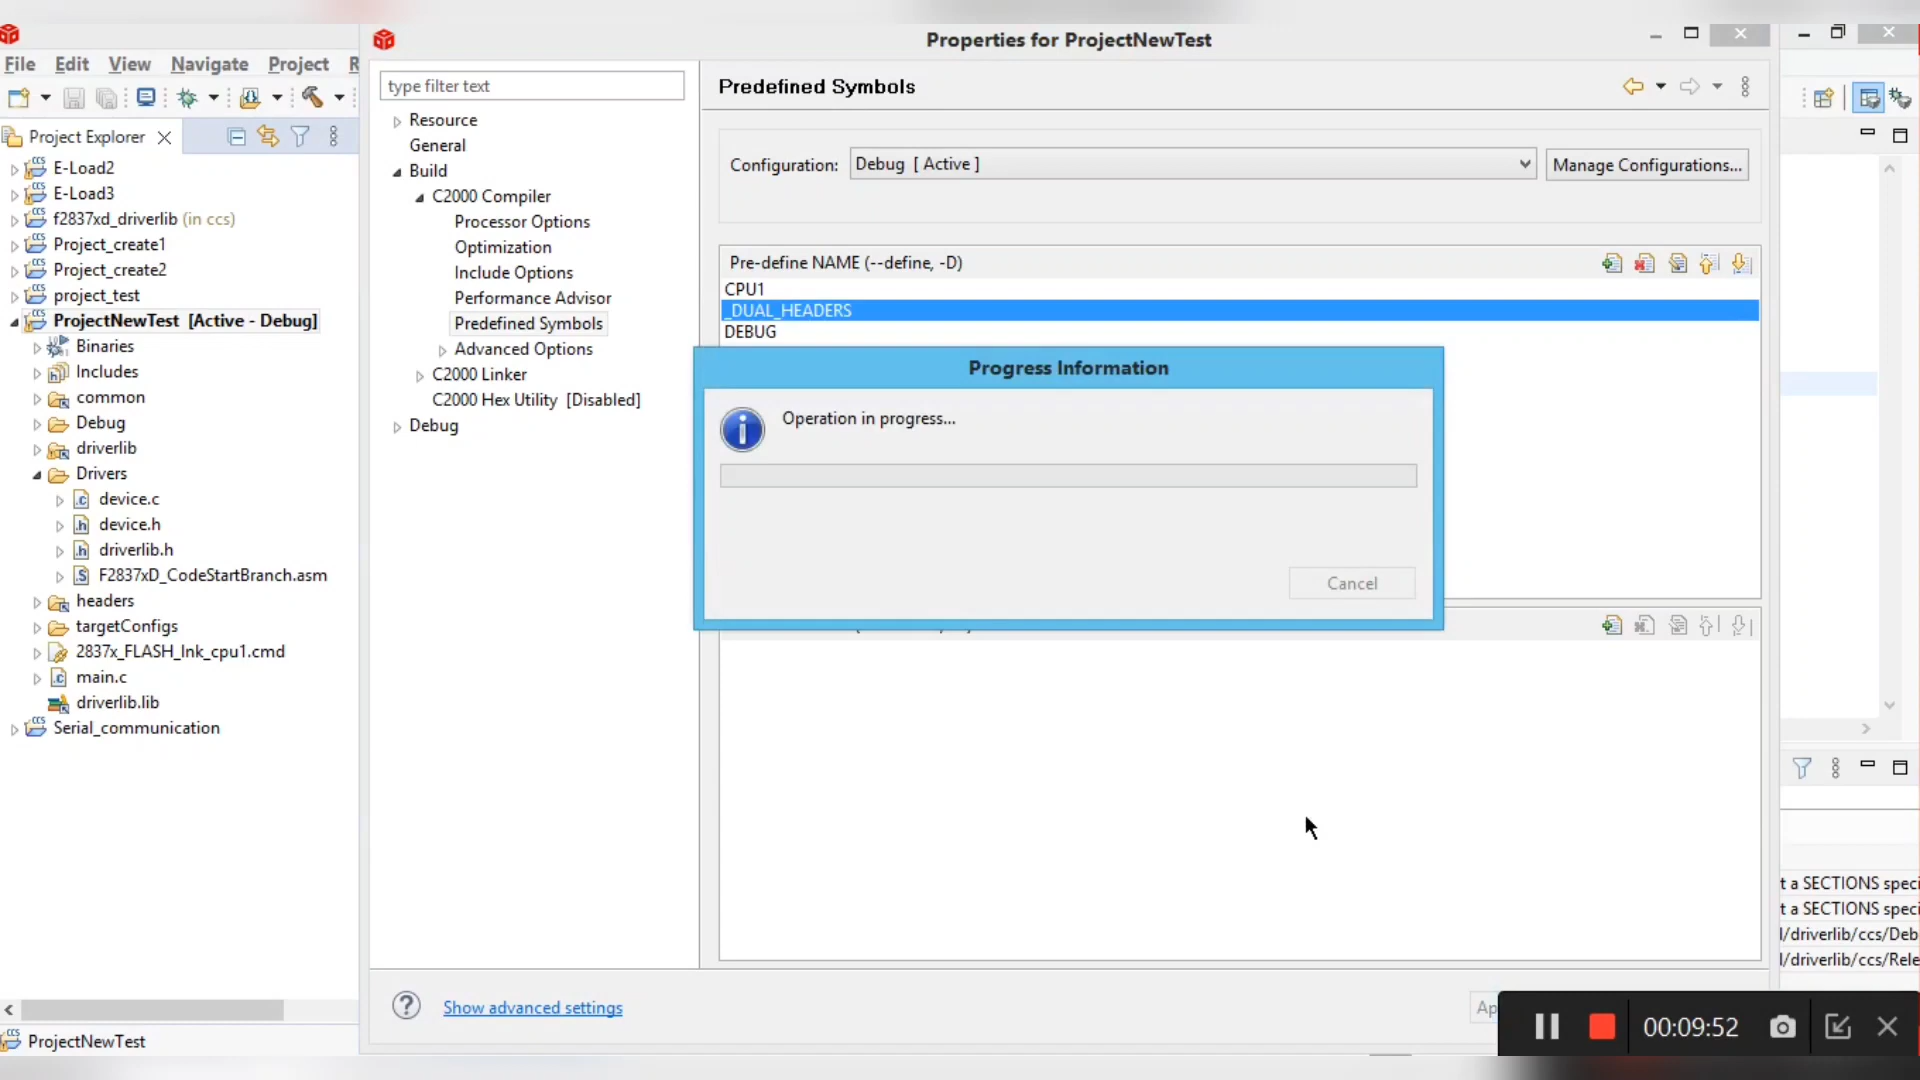 Properties for ProjectNewTest
File Edit View Navigate Project
type filter text
Predefined Symbols
Project Explorer
Resource
General
Build
C2000 Compiler
Processor Options
Optimization
Include Options
Performance Advisor
Predefined Symbols
Advanced Options
C2000 Linker
C2000 Hex Utility [Disabled]
Debug
Configuration:
Debug [ Active ]
Manage Configurations...
Pre-define NAME (--define, -D)
CPU1
_DUAL_HEADERS
DEBUG
Progress Information
Operation in progress...
Cancel
E-Load2
E-Load3
f2837xd_driverlib (in ccs)
Project_create1
Project_create2
project_test
ProjectNewTest [Active - Debug]
Binaries
Includes
common
Debug
driverlib
Drivers
device.c
device.h
driverlib.h
F2837xD_CodeStartBranch.asm
headers
targetConfigs
2837x_FLASH_lnk_cpu1.cmd
main.c
driverlib.lib
Serial_communication
t a SECTIONS speci
t a SECTIONS speci
l/driverlib/ccs/Deb
l/driverlib/ccs/Rele
Show advanced settings
Ap
00:09:52
ProjectNewTest